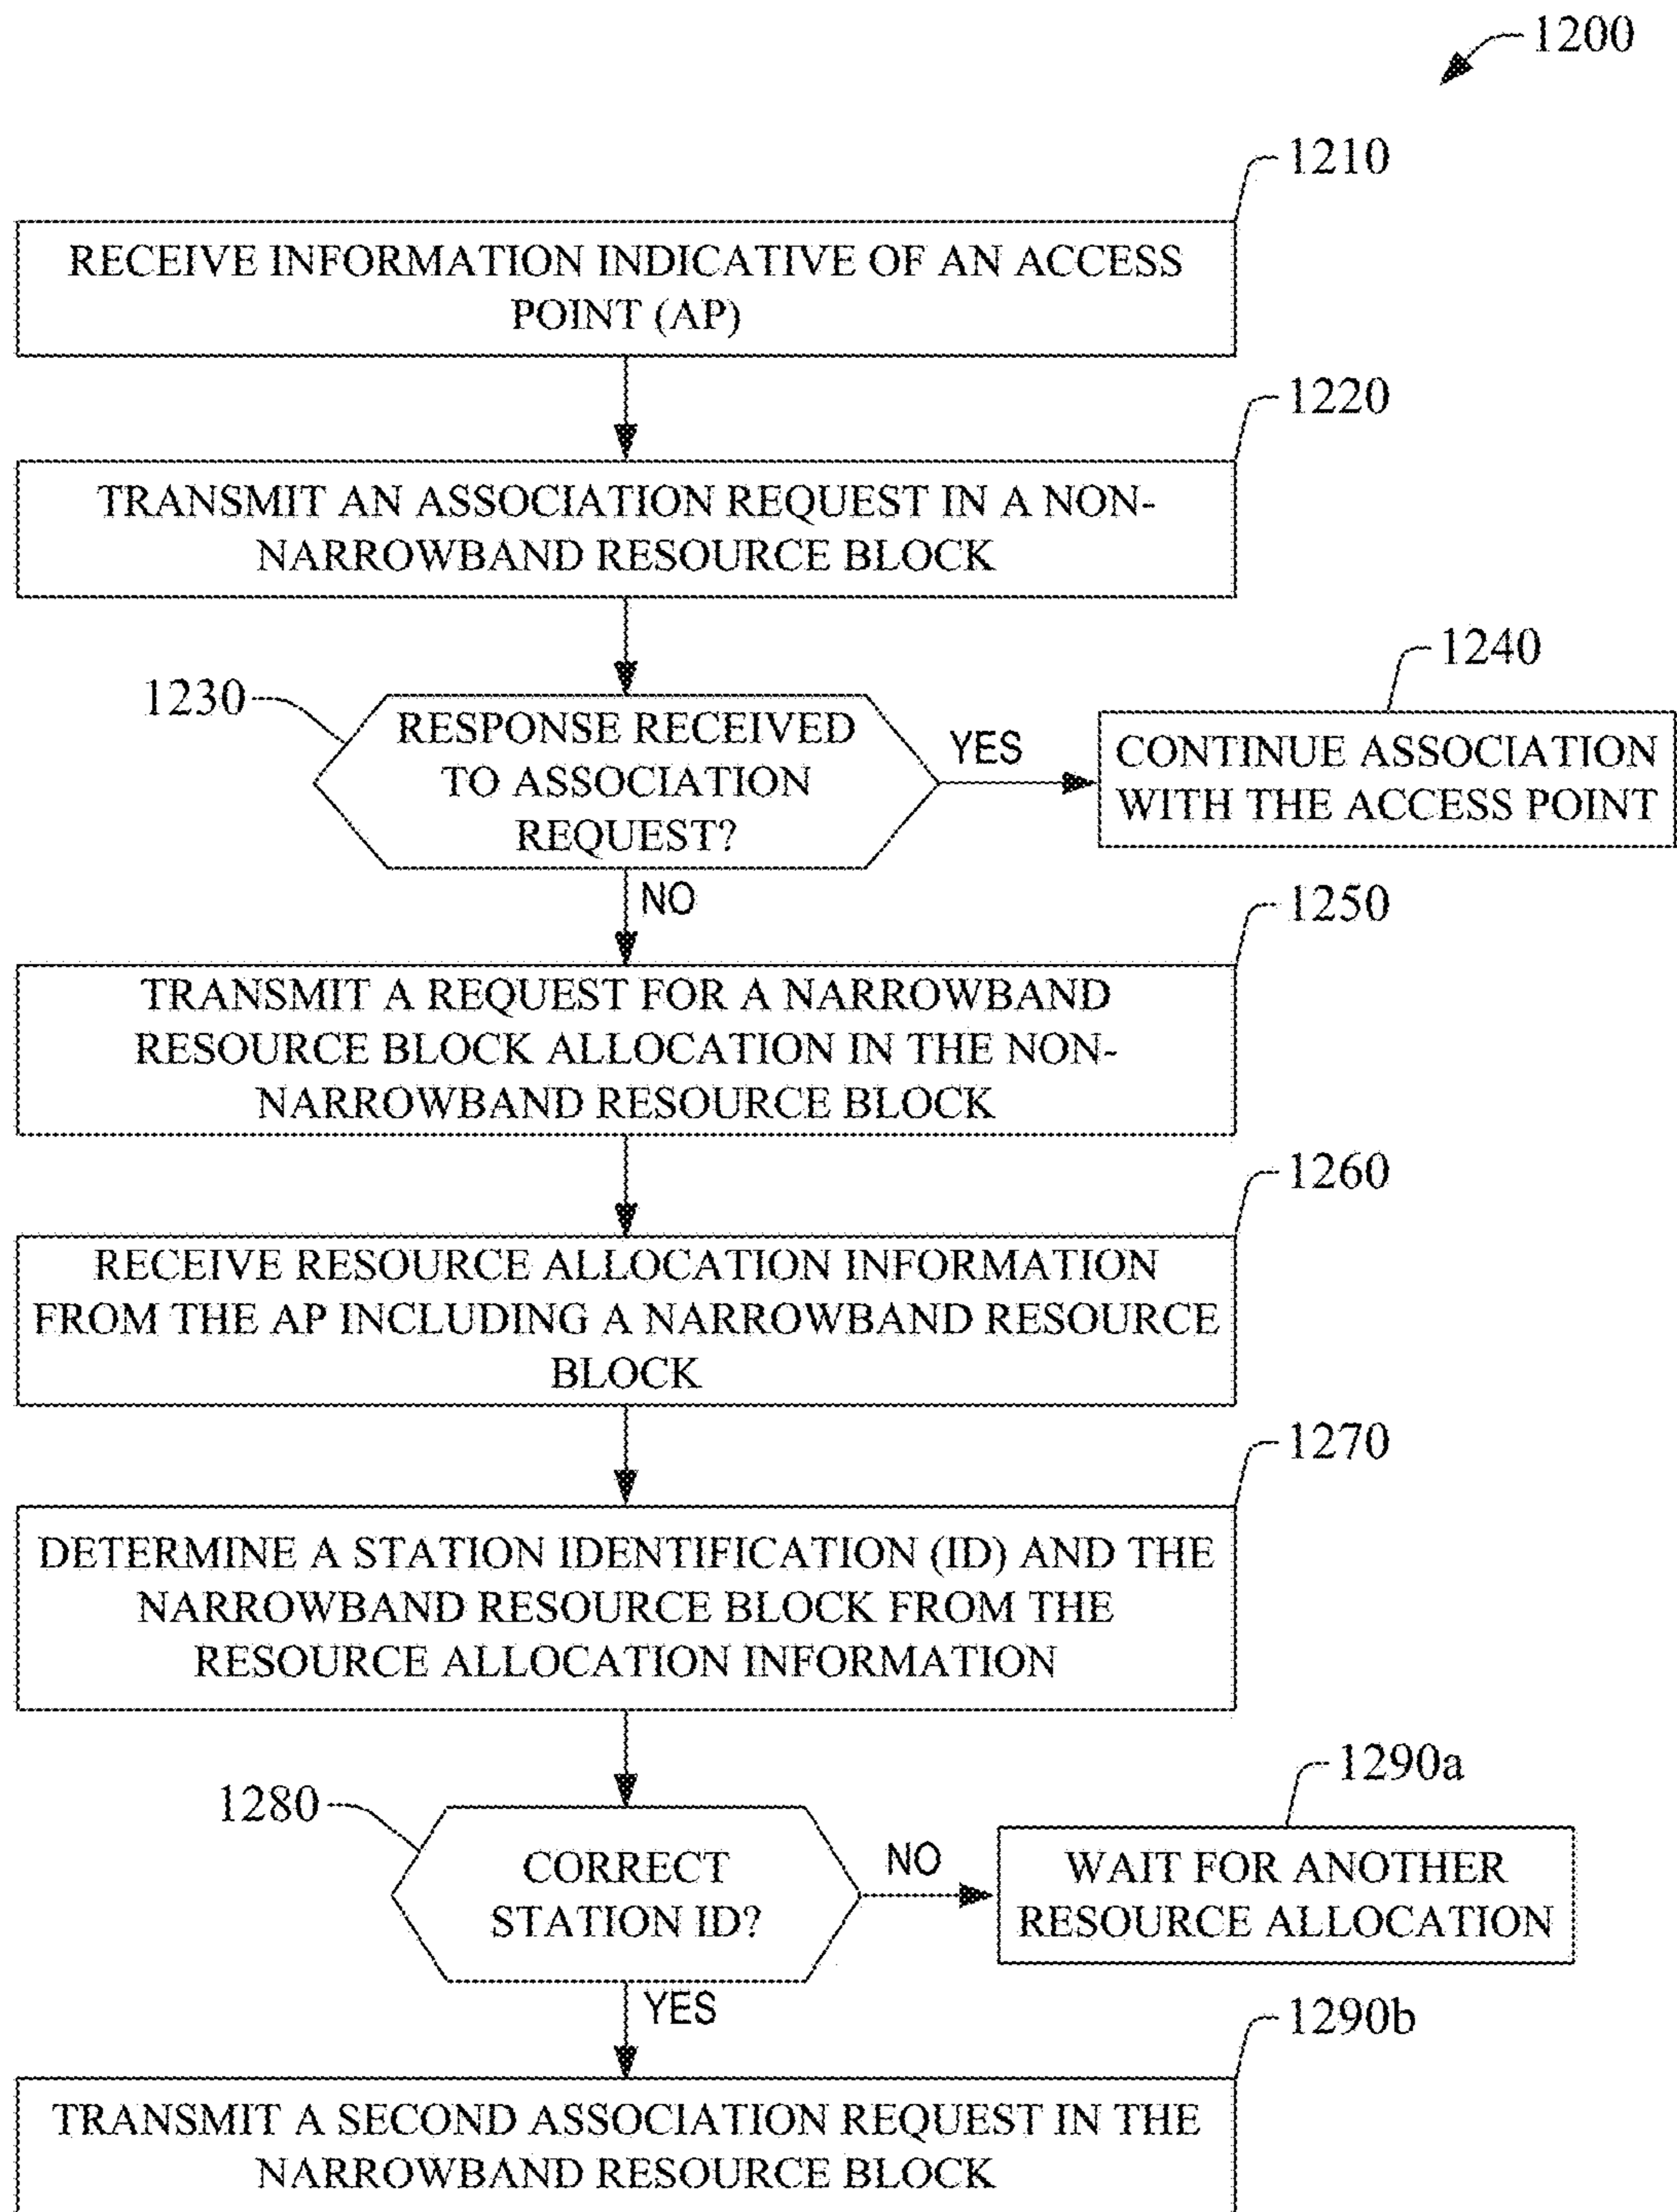 1200
1210
RECEIVE INFORMATION INDICATIVE OF AN ACCESS
POINT (AP)
1220
TRANSMIT AN ASSOCIATION REQUEST IN A NON-
NARROWBAND RESOURCE BLOCK
1230
RESPONSE RECEIVED
TO ASSOCIATION
REQUEST?
YES
1240
CONTINUE ASSOCIATION
WITH THE ACCESS POINT
NO
1250
TRANSMIT A REQUEST FOR A NARROWBAND
RESOURCE BLOCK ALLOCATION IN THE NON-
NARROWBAND RESOURCE BLOCK
1260
RECEIVE RESOURCE ALLOCATION INFORMATION
FROM THE AP INCLUDING A NARROWBAND RESOURCE
BLOCK
1270
DETERMINE A STATION IDENTIFICATION (ID) AND THE
NARROWBAND RESOURCE BLOCK FROM THE
RESOURCE ALLOCATION INFORMATION
1280
CORRECT
STATION ID?
NO
1290a
WAIT FOR ANOTHER
RESOURCE ALLOCATION
YES
1290b
TRANSMIT A SECOND ASSOCIATION REQUEST IN THE
NARROWBAND RESOURCE BLOCK